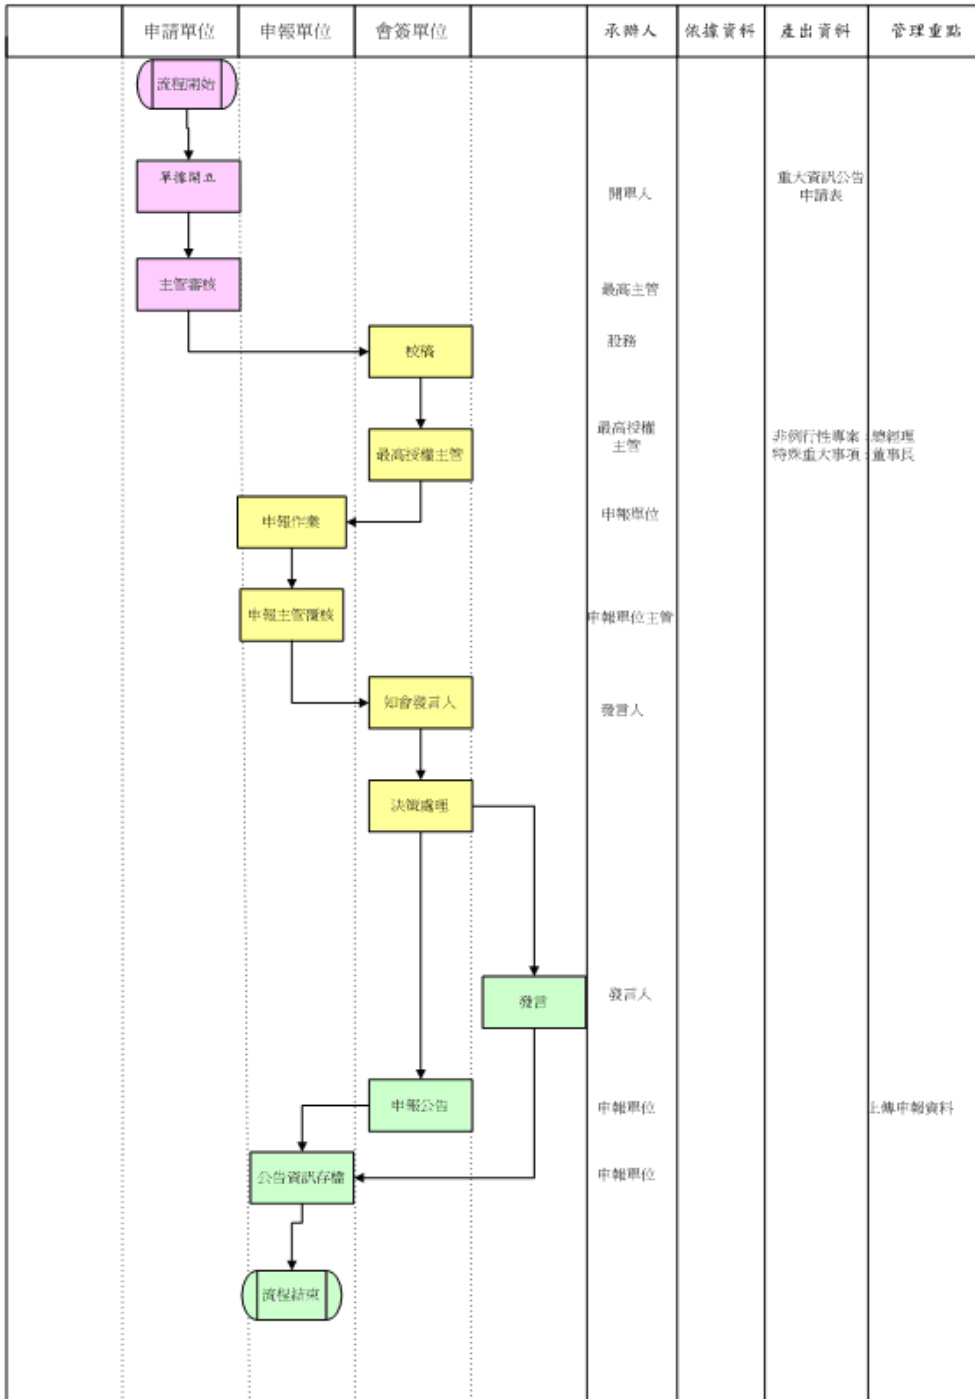 申請單位 申報單位 會簽單位 承辦人 依據資料 產出資料 管理重點
流程開始
單據開立
開單人
重大資訊公告
申請表
主管審核
最高主管
校稿
股務
最高授權主管
最高授權
主管
非例行性專案：總經理
特殊重大事項：董事長
申報作業
申報單位
申報主管覆核
申報單位主管
知會發言人
發言人
決策處理
發言
發言人
申報公告
申報單位
上傳申報資料
公告資訊存檔
申報單位
流程結束